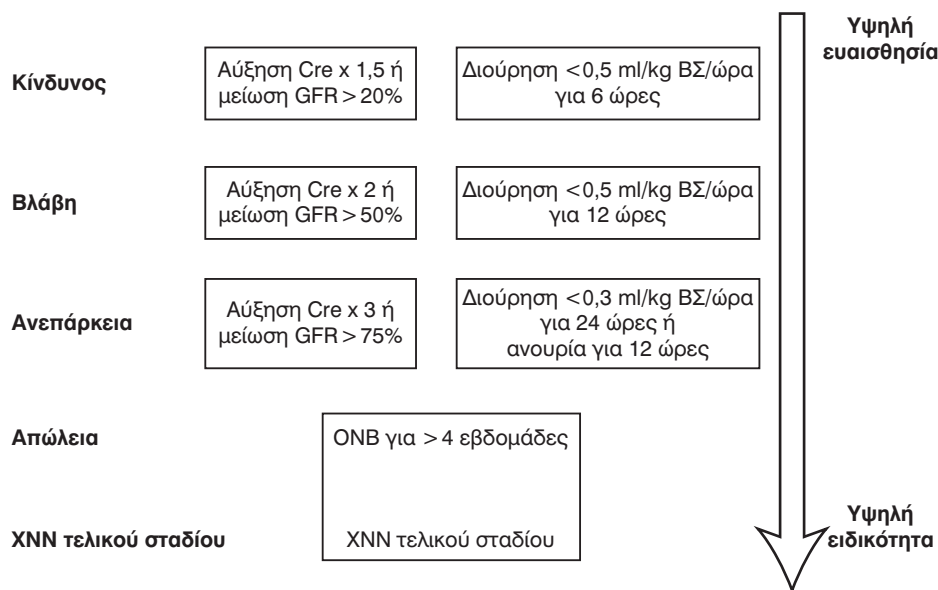 Υψηλή
ευαισθησία
Κίνδυνος
Αύξηση Cre x 1,5 ή
μείωση GFR > 20%
Διούρηση <0,5 ml/kg ΒΣ/ώρα
για 6 ώρες
Βλάβη
Αύξηση Cre x 2 ή
μείωση GFR > 50%
Διούρηση <0,5 ml/kg ΒΣ/ώρα
για 12 ώρες
Ανεπάρκεια
Αύξηση Cre x 3 ή
μείωση GFR > 75%
Διούρηση <0,3 ml/kg ΒΣ/ώρα
για 24 ώρες ή
ανουρία για 12 ώρες
Απώλεια
ΟΝΒ για > 4 εβδομάδες
ΧΝΝ τελικού σταδίου
ΧΝΝ τελικού σταδίου
Υψηλή
ειδικότητα